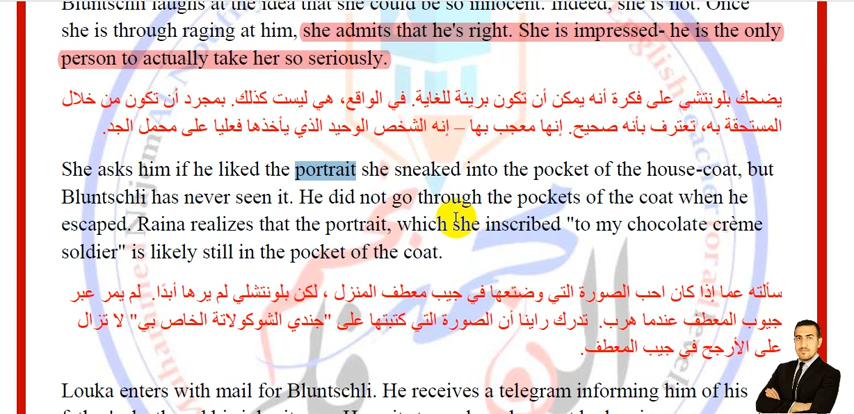 Bluntschli laughs at the idea that she could be so innocent. Indeed, she is not. Once
she is through raging at him, she admits that he's right. She is impressed- he is the only
person to actually take her so seriously.
يضحك بلونتشي على فكرة أنه يمكن أن تكون بريئة للغاية. في الواقع، هي ليست كذلك. بمجرد أن تكون من خلال
المستحقة به، تعترف بأنه صحيح. إنها معجب بها – إنه الشخص الوحيد الذي يأخذها فعليا على محمل الجد.
She asks him if he liked the portrait she sneaked into the pocket of the house-coat, but
Bluntschli has never seen it. He did not go through the pockets of the coat when he
escaped. Raina realizes that the portrait, which she inscribed "to my chocolate crème
soldier" is likely still in the pocket of the coat.
سألته عما إذا كان احب الصورة التي وضتعها في جيب معطف المنزل ، لكن بلونتشلي لم يرها أبدًا. لم يمر عبر
جيوب المعطف عندما هرب. تدرك راينا أن الصورة التي كتبتها على "جندي الشوكولاتة الخاص بي" لا تزال
على الأرجح في جيب المعطف.
Louka enters with mail for Bluntschli. He receives a telegram informing him of his